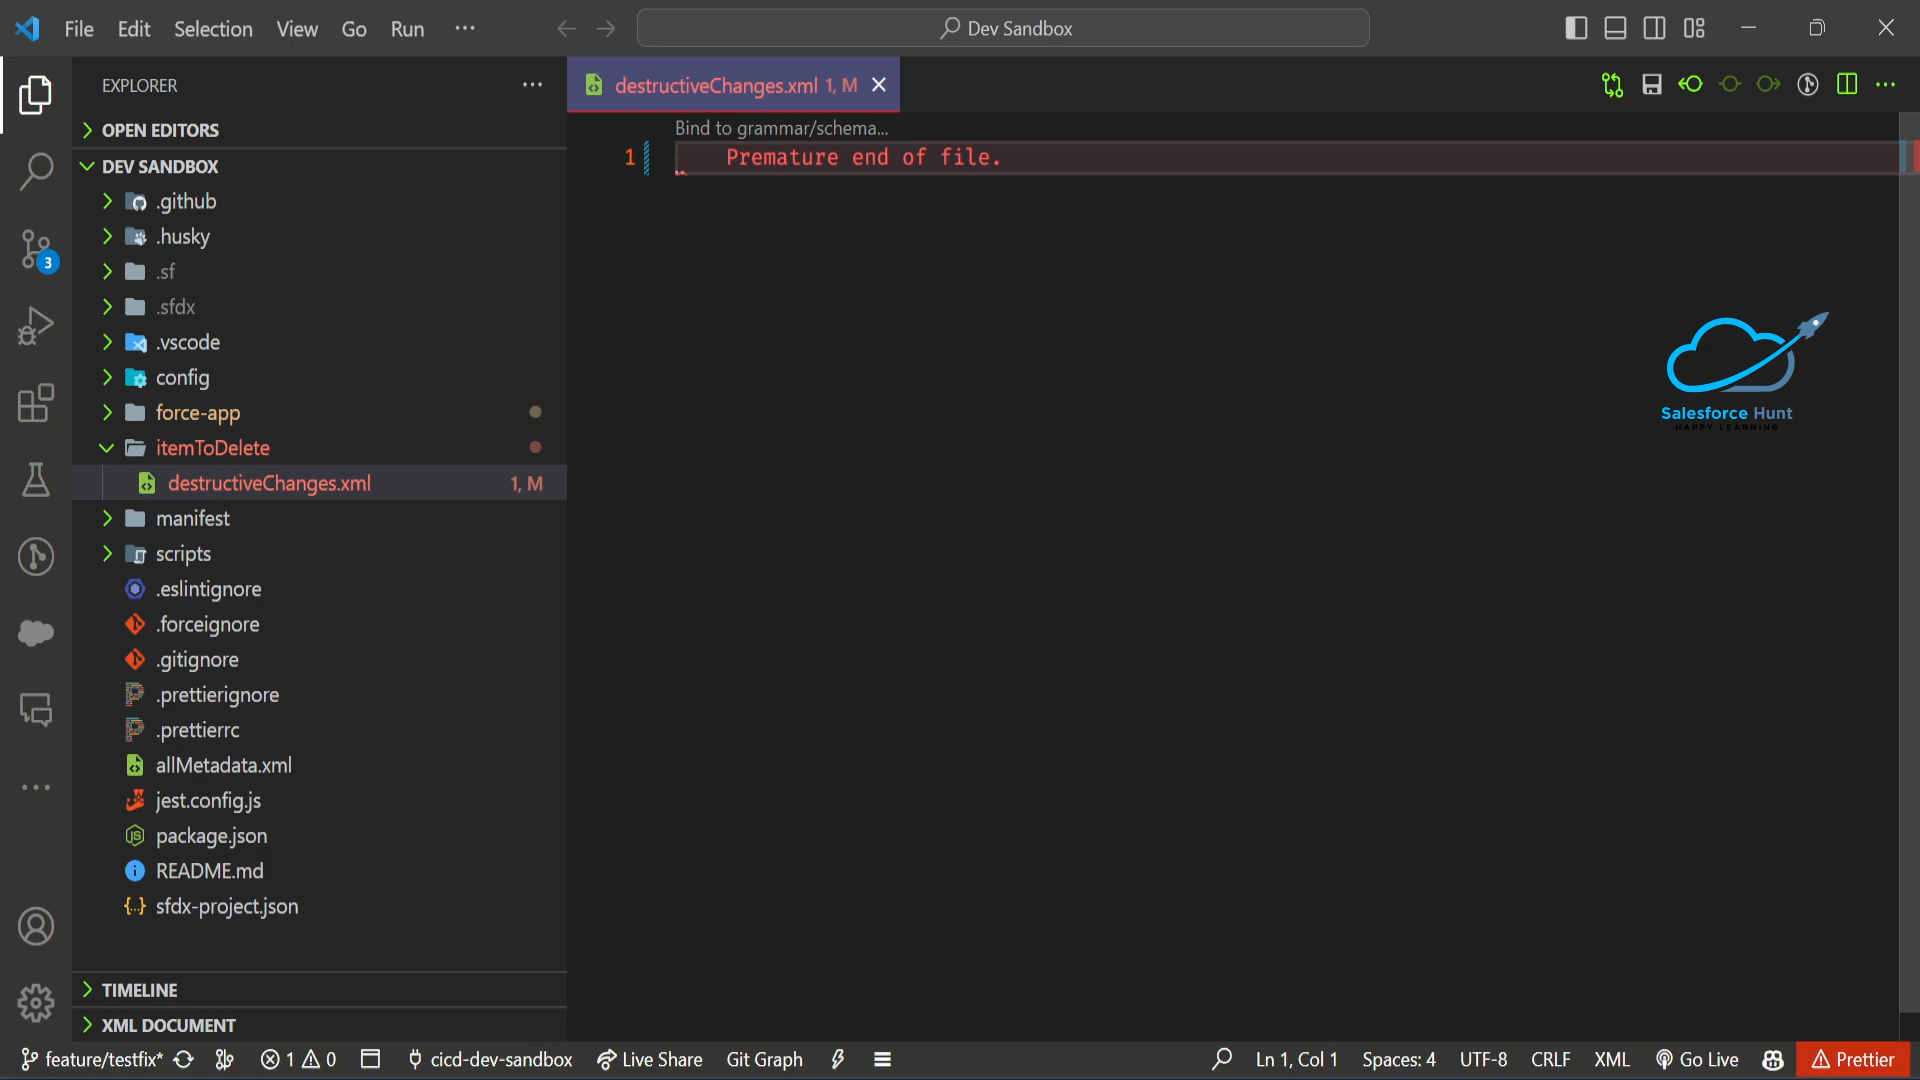 File Edit Selection View Go Run ···
Dev Sandbox
EXPLORER ···
OPEN EDITORS
DEV SANDBOX
.github
.husky
.sf
.sfdx
.vscode
config
force-app
itemToDelete
destructiveChanges.xml 1, M
manifest
scripts
.eslintignore
.forceignore
.gitignore
.prettierignore
.prettierrc
allMetadata.xml
jest.config.js
package.json
README.md
sfdx-project.json
TIMELINE
XML DOCUMENT
3
destructiveChanges.xml 1, M
Bind to grammar/schema...
1 Premature end of file.
Salesforce Hunt
HAPPY LEARNING
feature/testfix* 1 0 cicd-dev-sandbox Live Share Git Graph Ln 1, Col 1 Spaces: 4 UTF-8 CRLF XML Go Live Prettier